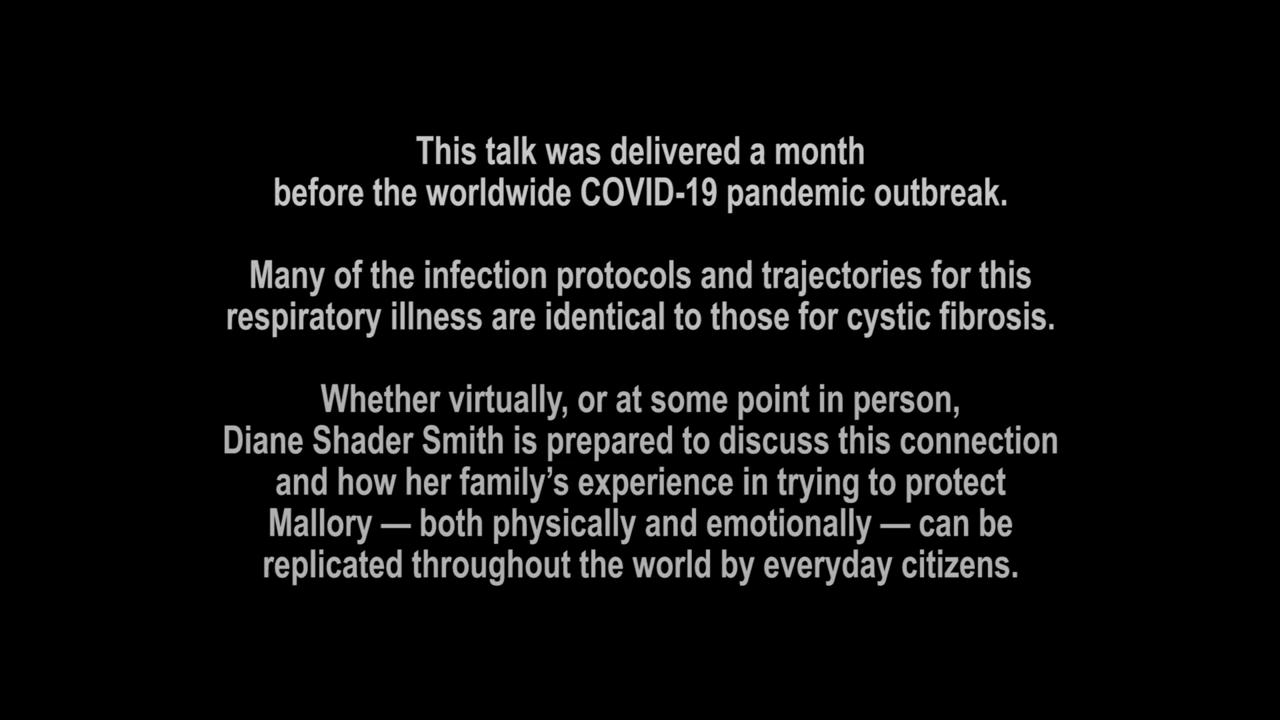 This talk was delivered a month
before the worldwide COVID-19 pandemic outbreak.
Many of the infection protocols and trajectories for this
respiratory illness are identical to those for cystic fibrosis.
Whether virtually, or at some point in person,
Diane Shader Smith is prepared to discuss this connection
and how her family’s experience in trying to protect
Mallory — both physically and emotionally — can be
replicated throughout the world by everyday citizens.